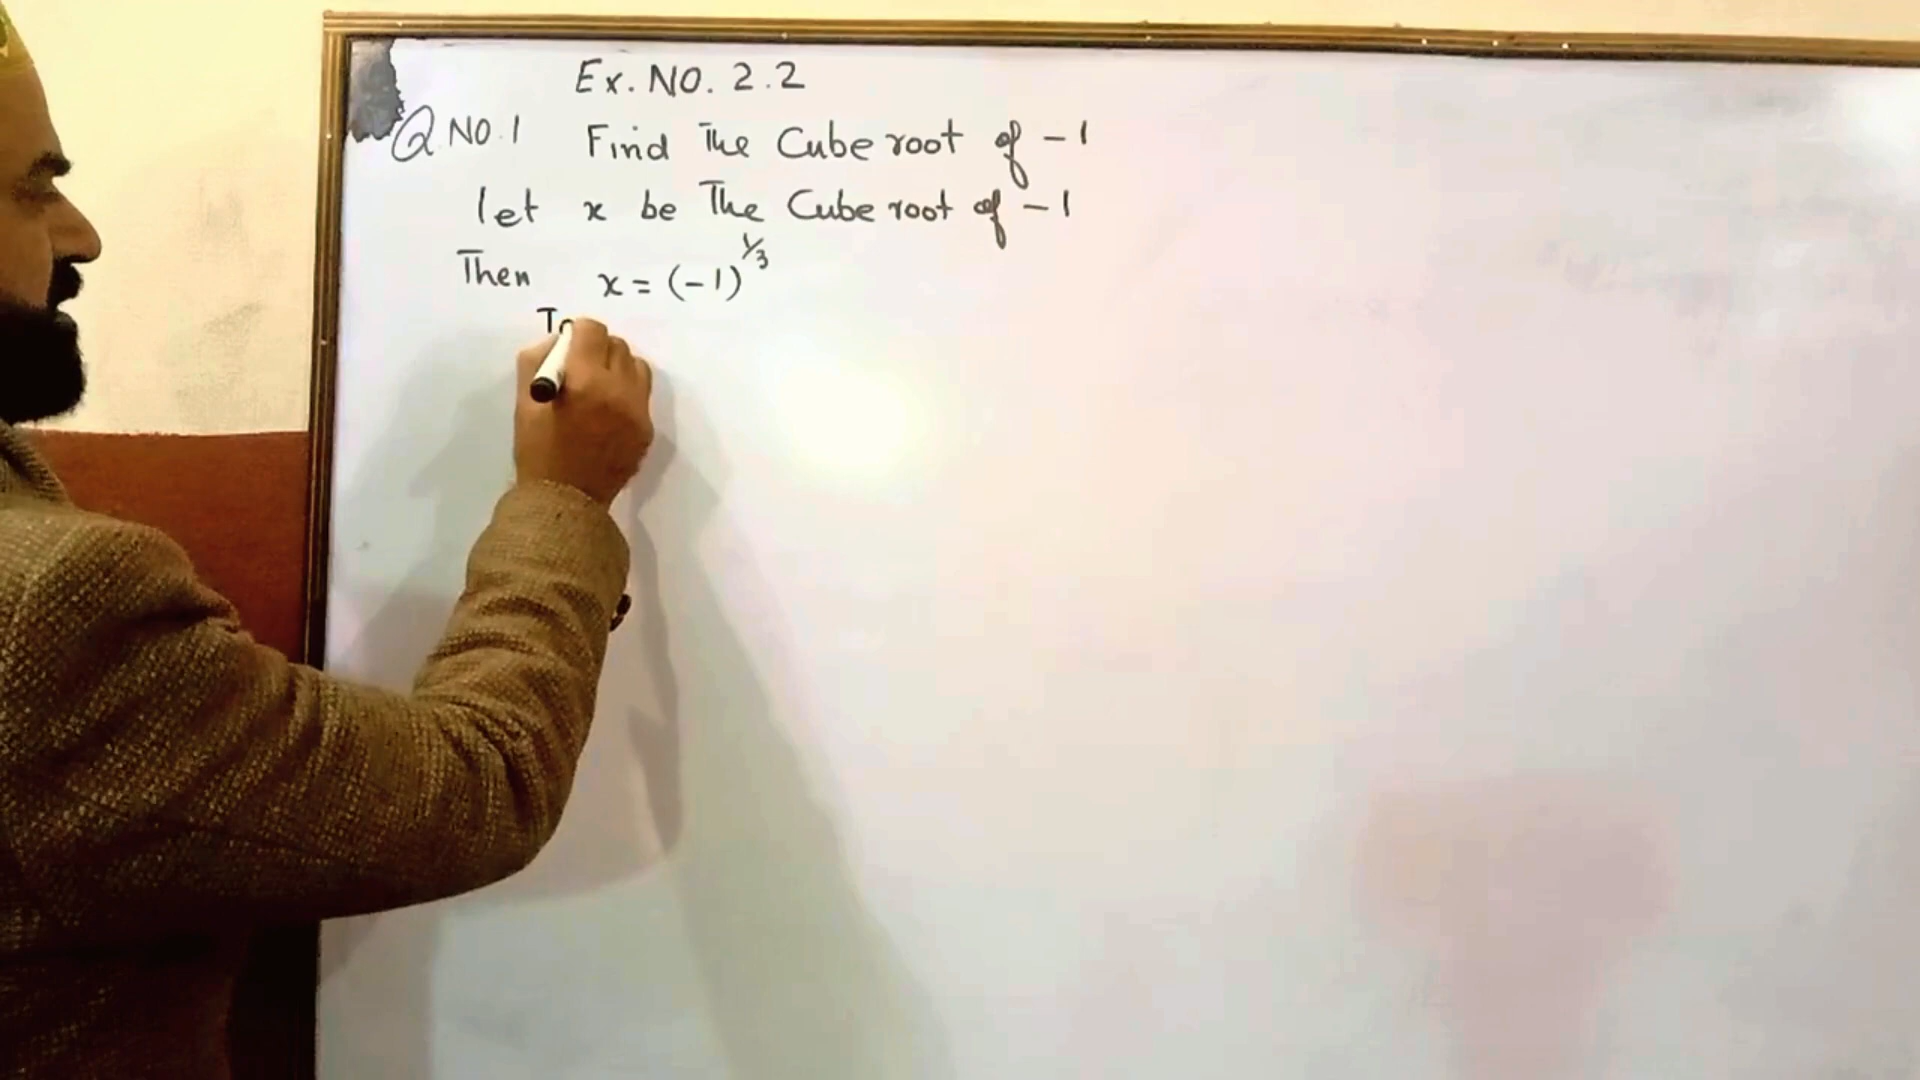 Ex. NO. 2.2
Q NO.1 Find The Cube root of -1
let x be The Cube root of -1
Then x = (-1)^1/3